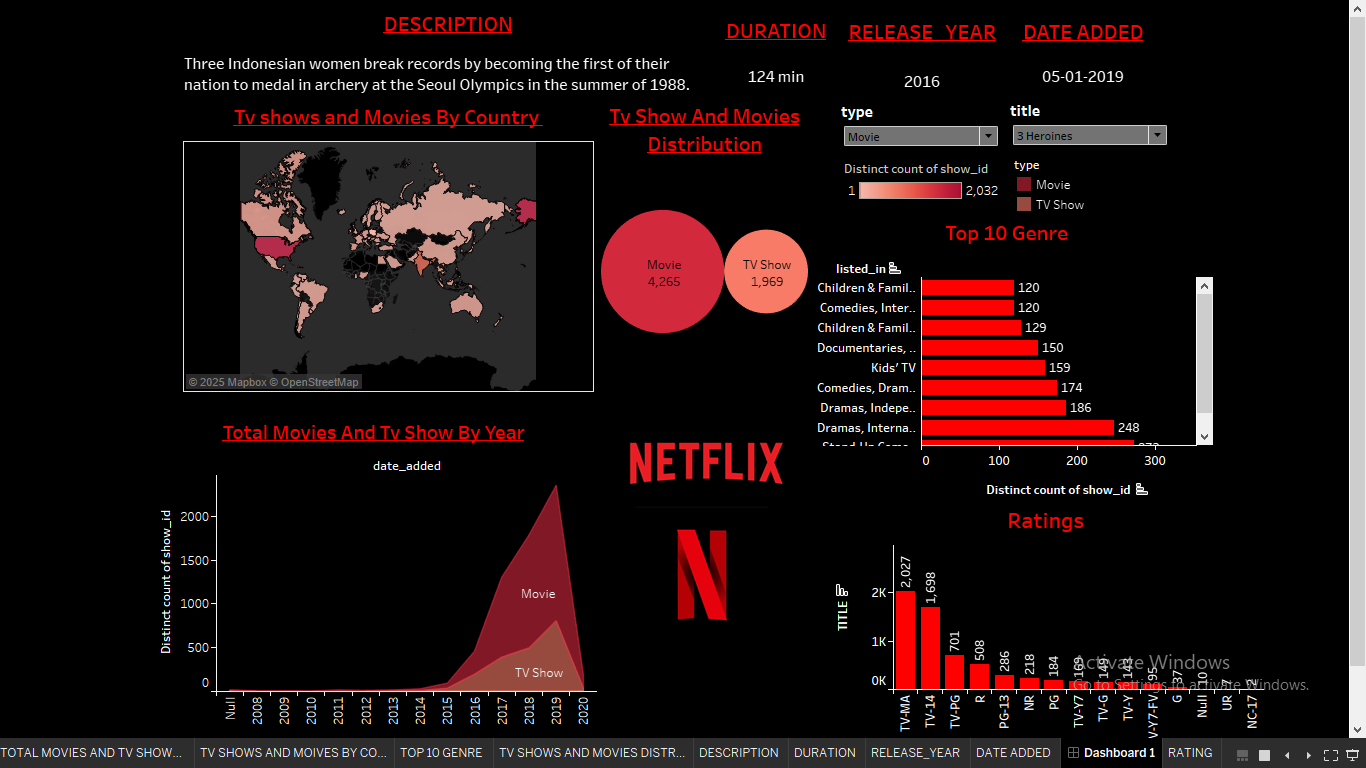 DESCRIPTION
Three Indonesian women break records by becoming the first of their
nation to medal in archery at the Seoul Olympics in the summer of 1988.
DURATION
124 min
RELEASE_YEAR
2016
DATE ADDED
05-01-2019
type
Movie
title
3 Heroines
Distinct count of show_id
1
2,032
type
Movie
TV Show
Tv shows and Movies By Country
© 2025 Mapbox © OpenStreetMap
Tv Show And Movies
Distribution
Movie
4,265
TV Show
1,969
Top 10 Genre
listed_in
Children & Famil.. 120
Comedies, Inter.. 120
Children & Famil.. 129
Documentaries, .. 150
Kids' TV 159
Comedies, Dram.. 174
Dramas, Indepe.. 186
Dramas, Interna.. 248
0 100 200 300
Distinct count of show_id
Total Movies And Tv Show By Year
date_added
Distinct count of show_id
2000
1500
1000
500
0
Movie
TV Show
Null 2008 2009 2010 2011 2012 2013 2014 2015 2016 2017 2018 2019 2020
NETFLIX
N
Ratings
TITLE
2K
1K
0K
2,027 1,698 701 508 286 218 184 169 149 143 95 37 10 7 2
TV-MA TV-14 TV-PG R PG-13 NR PG TV-Y7 TV-G TV-Y V-Y7-FV G Null UR NC-17
Activate Windows
Go to Settings to activate Windows.
TOTAL MOVIES AND TV SHOW... TV SHOWS AND MOIVES BY CO... TOP 10 GENRE TV SHOWS AND MOVIES DISTR... DESCRIPTION DURATION RELEASE_YEAR DATE ADDED Dashboard 1 RATING